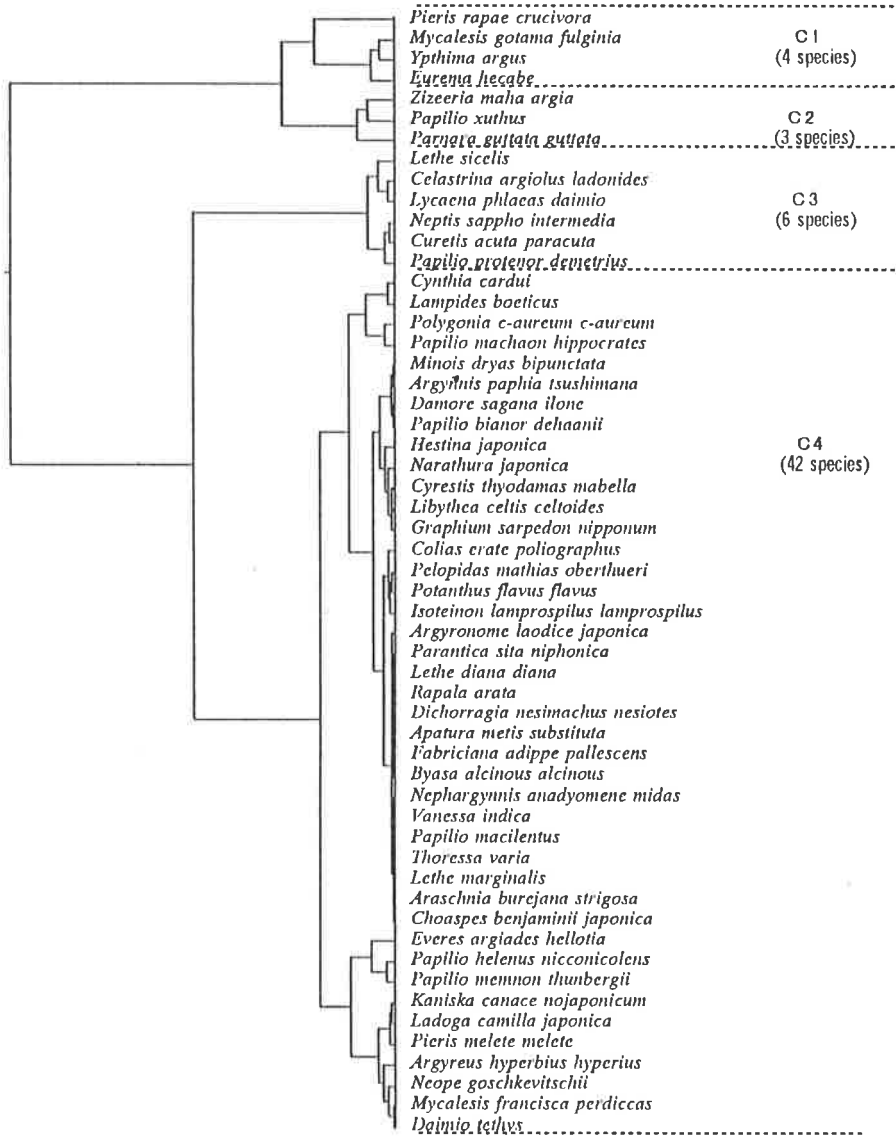 Pieris rapae crucivora
Mycalesis gotama fulginia C1
Ypthima argus (4 species)
Eurema hecabe
Zizeeria maha argia
Papilio xuthus C2
Parnara guttata guttata (3 species)
Lethe sicelis
Celastrina argiolus ladonides
Lycaena phlaeas daimio C3
Neptis sappho intermedia (6 species)
Curetis acuta paracuta
Papilio protenor demetrius
Cynthia cardui
Lampides boeticus
Polygonia c-aureum c-aureum
Papilio machaon hippocrates
Minois dryas bipunctata
Argynnis paphia tsushimana
Damore sagana ilone
Papilio bianor dehaanii
Hestina japonica C4
Narathura japonica (42 species)
Cyrestis thyodamas mabella
Libythea celtis celtoides
Graphium sarpedon nipponum
Colias erate poliographus
Pelopidas mathias oberthueri
Potanthus flavus flavus
Isoteinon lamprospilus lamprospilus
Argyronome laodice japonica
Parantica sita niphonica
Lethe diana diana
Rapala arata
Dichorragia nesimachus nesiotes
Apatura metis substituta
Fabriciana adippe pallescens
Byasa alcinous alcinous
Nephargynnis anadyomene midas
Vanessa indica
Papilio macilentus
Thoressa varia
Lethe marginalis
Araschnia burejana strigosa
Choaspes benjaminii japonica
Everes argiades hellotia
Papilio helenus nicconicolens
Papilio memnon thunbergii
Kaniska canace nojaponicum
Ladoga camilla japonica
Pieris melete melete
Argyreus hyperbius hyperius
Neope goschkevitschii
Mycalesis francisca perdiccas
Daimio tethys